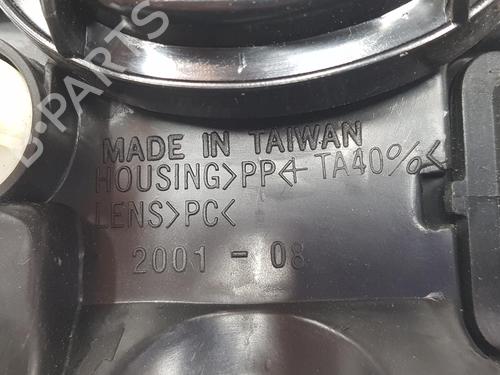 B-PARTS
MADE IN TAIWAN
HOUSING>PP<+TA40%<
LENS>PC<
2001 - 08